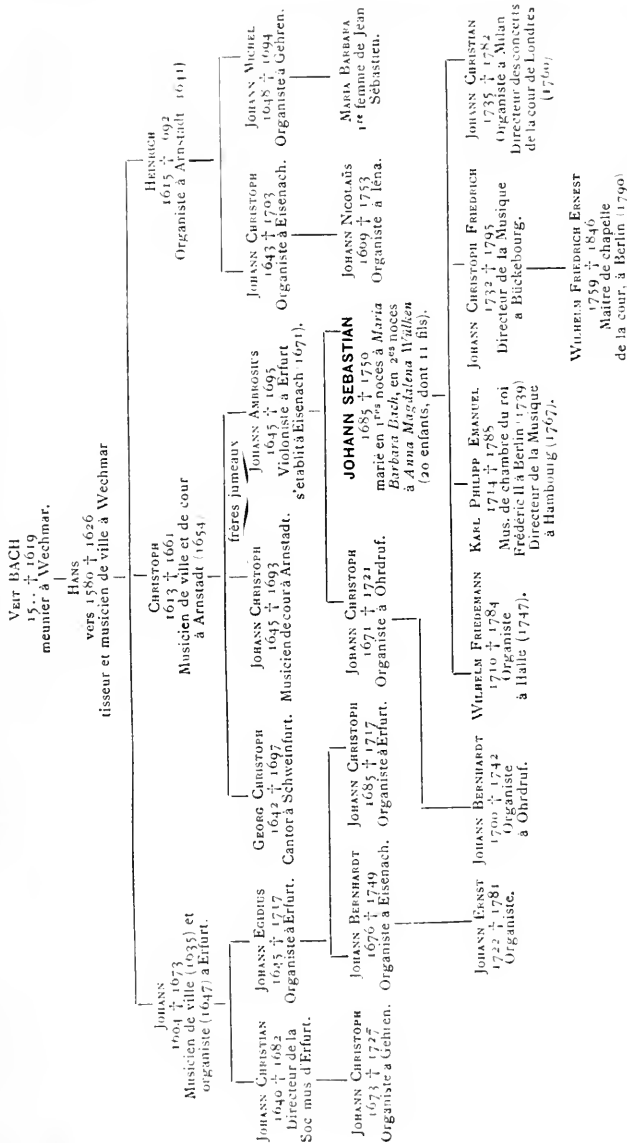 VEIT BACH
15.. † 1619
meunier à Wechmar.
HANS
vers 1580 † 1626
tisseur et musicien de ville à Wechmar
JOHANN
1604 † 1673
Musicien de ville (1635) et
organiste (1647) a Erfurt.
CHRISTOPH
1613 † 1661
Musicien de ville et de cour
à Arnstadt (1654)
HEINRICH
1615 † 1692
Organiste à Arnstadt 1641)
JOHANN CHRISTIAN
1640 † 1682
Directeur de la
Soc mus d'Erfurt.
JOHANN EGIDIUS
1645 † 1717
Organiste à Erfurt.
GEORG CHRISTOPH
1642 † 1697
Cantor à Schweinfurt.
frères jumeaux
JOHANN CHRISTOPH
1645 † 1693
Musicien de cour à Arnstadt.
JOHANN AMBROSIUS
1645 † 1695
Violoniste a Erfurt
s'etablit à Eisenach 1671).
JOHANN CHRISTOPH
1643 † 1703
Organiste à Eisenach.
JOHANN MICHEL
1648 † 1694
Organiste à Gehren.
JOHANN CHRISTOPH
1673 † 1727
Organiste a Gehren.
JOHANN BERNHARDT
1676 † 1749
Organiste à Eisenach.
JOHANN CHRISTOPH
1685 † 1717
Organiste à Erfurt.
JOHANN CHRISTOPH
1671 † 1721
Organiste à Ohrdruf.
JOHANN SEBASTIAN
1685 † 1750
marié en 1res noces à Maria
Barbara Bach, en 2es noces
à Anna Magdalena Wülken
(20 enfants, dont 11 fils).
JOHANN NICOLAÜS
1669 † 1753
Organiste à Iéna.
MARIA BARBARA
1re femme de Jean
Sébastien.
JOHANN ERNST
1722 † 1781
Organiste.
JOHANN BERNHARDT
1700 † 1742
Organiste
à Ohrdruf.
WILHELM FRIEDEMANN
1710 † 1784
Organiste
à Halle (1747).
KARL PHILIPP EMANUEL
1714 † 1788
Mus. de chambre du roi
Frédéric II à Berlin (1739)
Directeur de la Musique
à Hambourg (1767).
JOHANN CHRISTOPH FRIEDRICH
1732 † 1795
Directeur de la Musique
a Bückebourg.
JOHANN CHRISTIAN
1735 † 1782
Organiste a Milan
Directeur des concerts
de la cour de Londres
(1760)
WILHELM FRIEDRICH ERNEST
1759 † 1846
Maitre de chapelle
de la cour, à Berlin (1790)